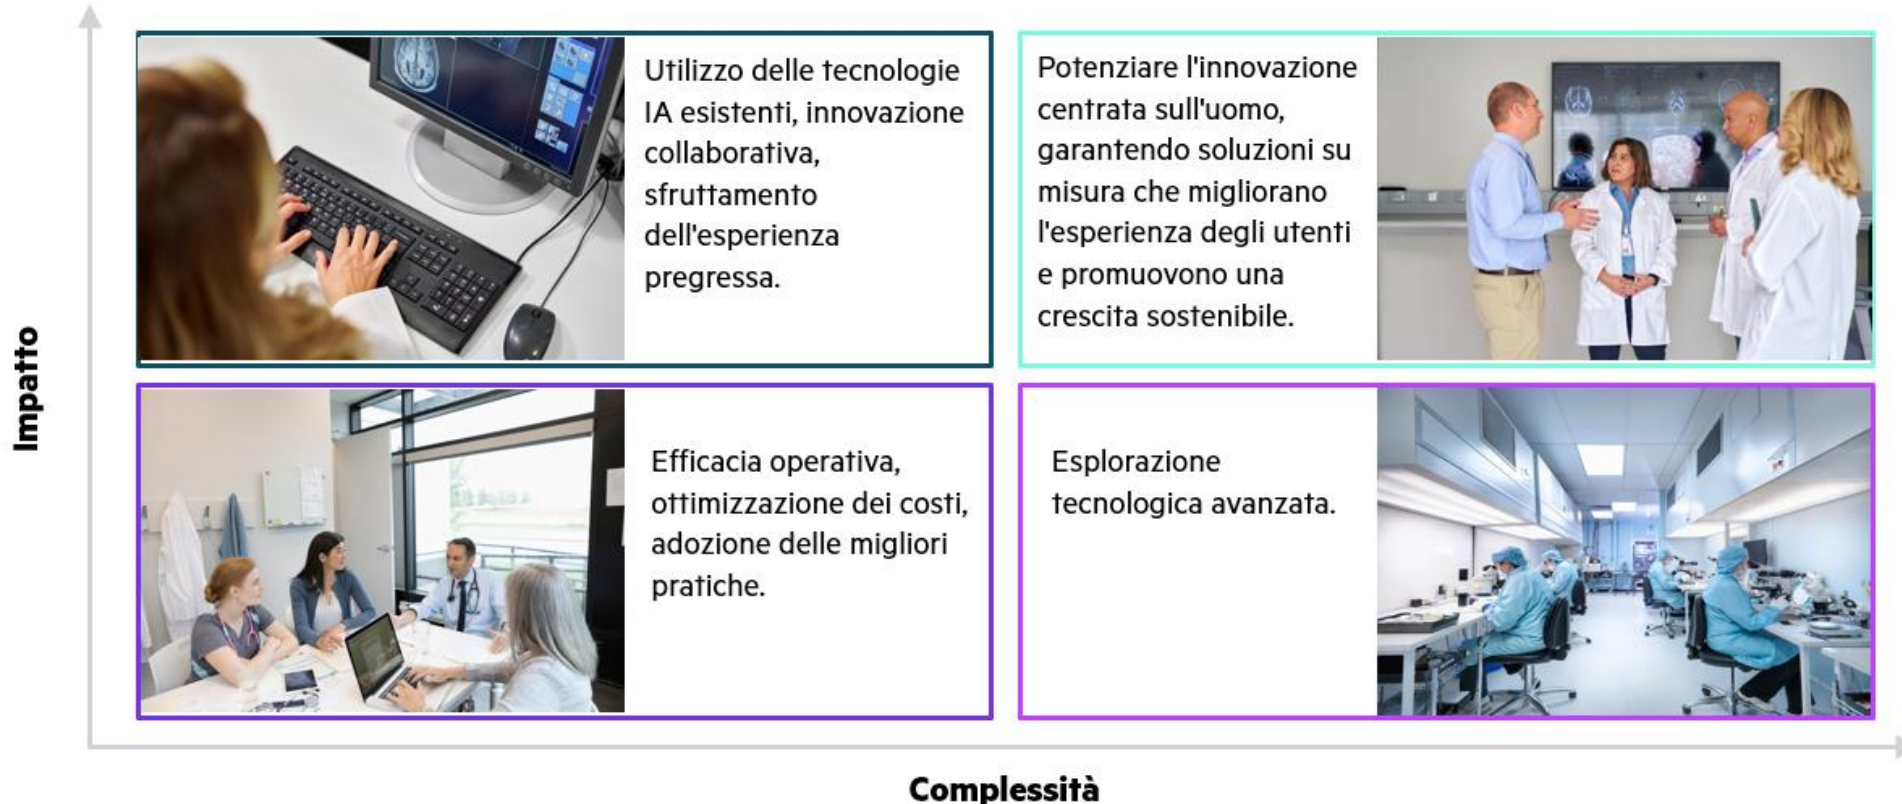 Impatto
Utilizzo delle tecnologie
IA esistenti, innovazione
collaborativa,
sfruttamento
dell'esperienza
pregressa.
Potenziare l'innovazione
centrata sull'uomo,
garantendo soluzioni su
misura che migliorano
l'esperienza degli utenti
e promuovono una
crescita sostenibile.
Efficacia operativa,
ottimizzazione dei costi,
adozione delle migliori
pratiche.
Esplorazione
tecnologica avanzata.
Complessità